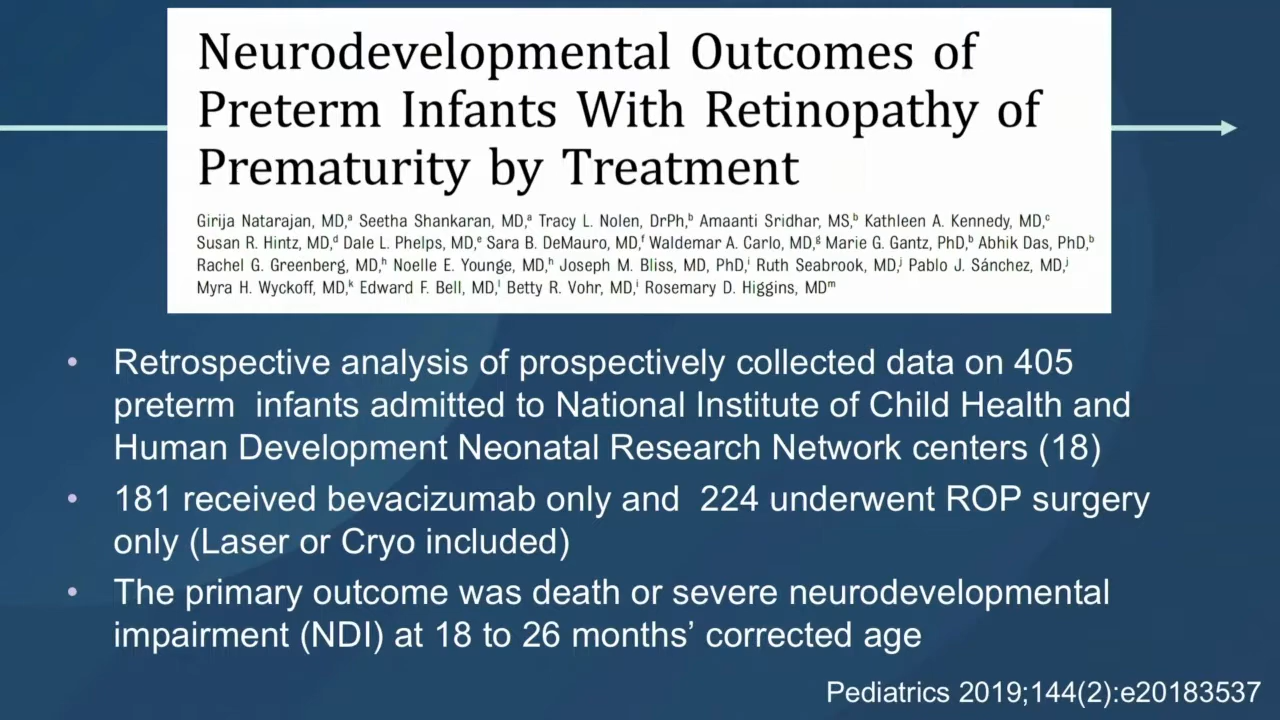 Neurodevelopmental Outcomes of
Preterm Infants With Retinopathy of
Prematurity by Treatment
Girija Natarajan, MD,ᵃ Seetha Shankaran, MD,ᵃ Tracy L. Nolen, DrPh,ᵇ Amaanti Sridhar, MS,ᵇ Kathleen A. Kennedy, MD,ᶜ
Susan R. Hintz, MD,ᵈ Dale L. Phelps, MD,ᵉ Sara B. DeMauro, MD,ᶠ Waldemar A. Carlo, MD,ᵍ Marie G. Gantz, PhD,ᵇ Abhik Das, PhD,ᵇ
Rachel G. Greenberg, MD,ʰ Noelle E. Younge, MD,ʰ Joseph M. Bliss, MD, PhD,ⁱ Ruth Seabrook, MD,ʲ Pablo J. Sánchez, MD,ʲ
Myra H. Wyckoff, MD,ᵏ Edward F. Bell, MD,ˡ Betty R. Vohr, MD,ⁱ Rosemary D. Higgins, MDᵐ
• Retrospective analysis of prospectively collected data on 405
preterm infants admitted to National Institute of Child Health and
Human Development Neonatal Research Network centers (18)
• 181 received bevacizumab only and 224 underwent ROP surgery
only (Laser or Cryo included)
• The primary outcome was death or severe neurodevelopmental
impairment (NDI) at 18 to 26 months’ corrected age
Pediatrics 2019;144(2):e20183537